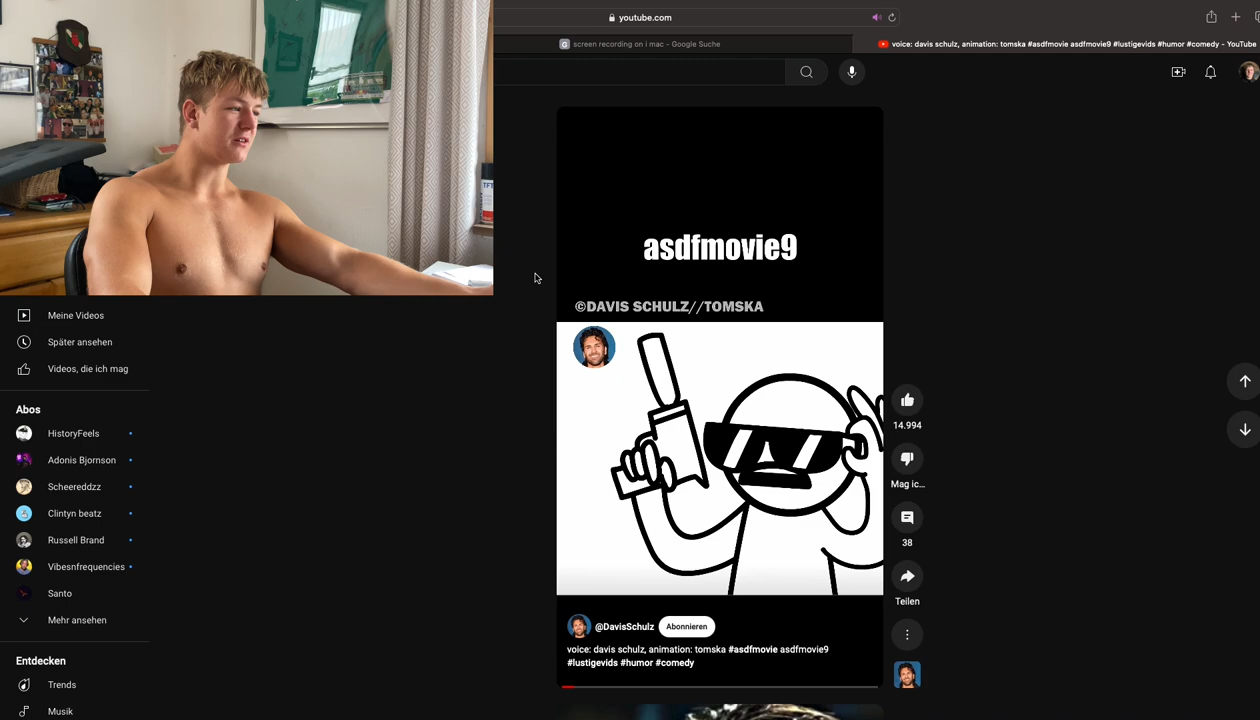 youtube.com
screen recording on i mac - Google Suche
voice: davis schulz, animation: tomska #asdfmovie asdfmovie9 #lustigevids #humor #comedy - YouTube
TFT
asdfmovie9
©DAVIS SCHULZ//TOMSKA
Meine Videos
Später ansehen
Videos, die ich mag
Abos
HistoryFeels
Adonis Bjornson
Scheereddzz
Clintyn beatz
Russell Brand
Vibesnfrequencies
Santo
Mehr ansehen
Entdecken
Trends
Musik
14.994
Mag ic...
38
Teilen
@DavisSchulz Abonnieren
voice: davis schulz, animation: tomska #asdfmovie asdfmovie9
#lustigevids #humor #comedy